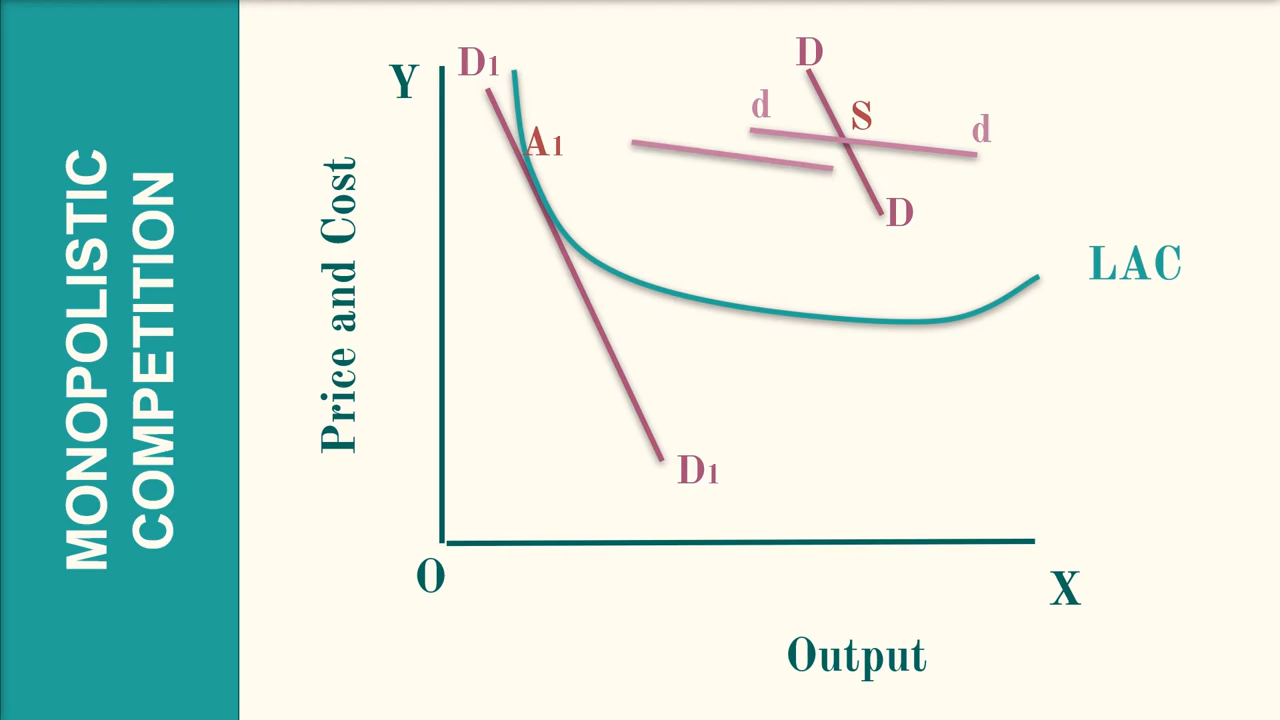 MONOPOLISTIC
COMPETITION
Y
D1
A1
D
d
S
d
D
LAC
Price and Cost
D1
O
X
Output